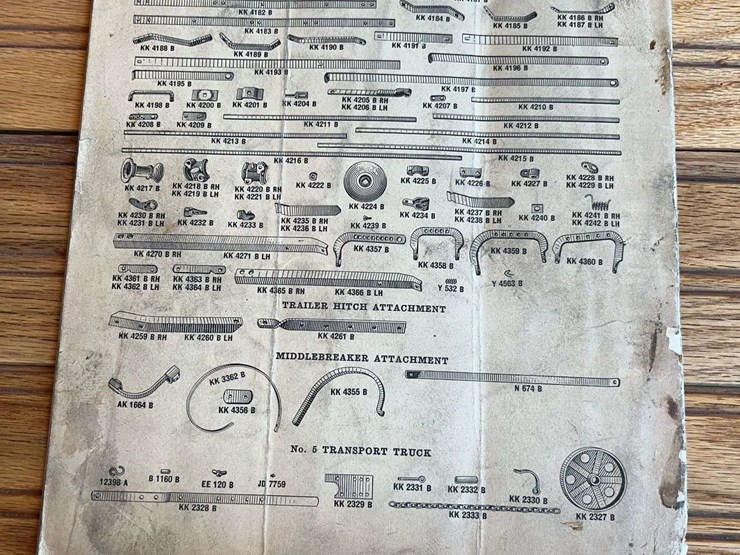 KK 4182 B
KK 4184 B
KK 4185 B
KK 4186 B RH
KK 4187 B LH
KK 4183 B
KK 4188 B
KK 4189 B
KK 4190 B
KK 4191 B
KK 4192 B
KK 4193 B
KK 4196 B
KK 4195 B
KK 4197 B
KK 4198 B
KK 4200 B
KK 4201 B
KK 4204 B
KK 4205 B RH
KK 4206 B LH
KK 4207 B
KK 4210 B
KK 4208 B
KK 4209 B
KK 4211 B
KK 4212 B
KK 4213 B
KK 4214 B
KK 4216 B
KK 4215 B
KK 4217 B
KK 4218 B RH
KK 4219 B LH
KK 4220 B RH
KK 4221 B LH
KK 4222 B
KK 4224 B
KK 4225 B
KK 4226 B
KK 4227 B
KK 4228 B RH
KK 4229 B LH
KK 4230 B RH
KK 4231 B LH
KK 4232 B
KK 4233 B
KK 4235 B RH
KK 4236 B LH
KK 4239 B
KK 4234 B
KK 4237 B RH
KK 4238 B LH
KK 4240 B
KK 4241 B RH
KK 4242 B LH
KK 4270 B RH
KK 4271 B LH
KK 4357 B
KK 4358 B
KK 4359 B
KK 4360 B
KK 4361 B RH
KK 4362 B LH
KK 4363 B RH
KK 4364 B LH
KK 4365 B RH
KK 4366 B LH
Y 532 B
Y 4563 B
TRAILER HITCH ATTACHMENT
KK 4259 B RH
KK 4260 B LH
KK 4261 B
MIDDLEBREAKER ATTACHMENT
AK 1664 B
KK 3362 B
KK 4356 B
KK 4355 B
N 674 B
No. 5 TRANSPORT TRUCK
1239B A
B 1160 B
EE 120 B
JD 7759
KK 2328 B
KK 2329 B
KK 2331 B
KK 2332 B
KK 2333 B
KK 2330 B
KK 2327 B